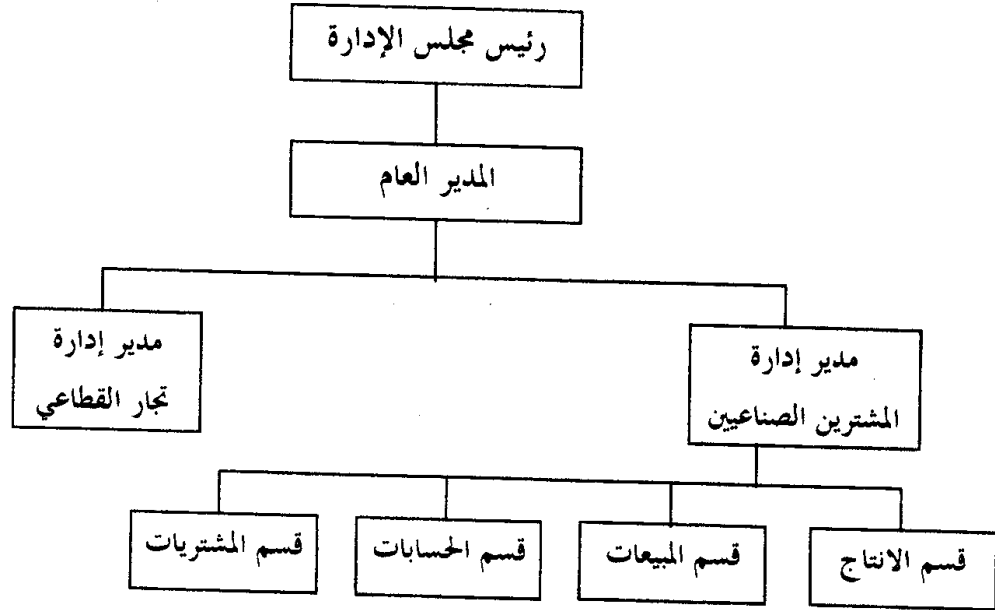 رئيس مجلس الإدارة
المدير العام
مدير إدارة
المشترين الصناعيين
مدير إدارة
تجار القطاعي
قسم الانتاج
قسم المبيعات
قسم الحسابات
قسم المشتريات